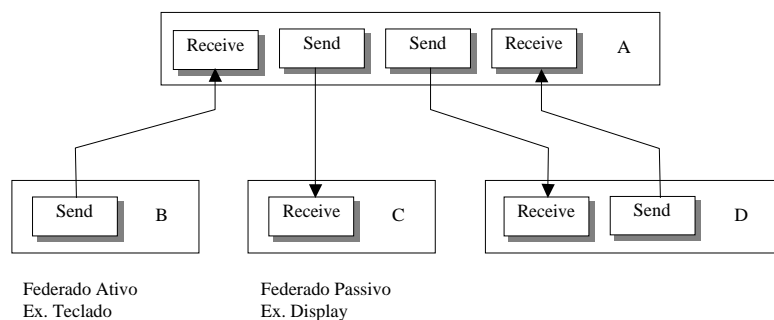 Receive Send Send Receive A
Send B Receive C Receive Send D
Federado Ativo
Ex. Teclado
Federado Passivo
Ex. Display